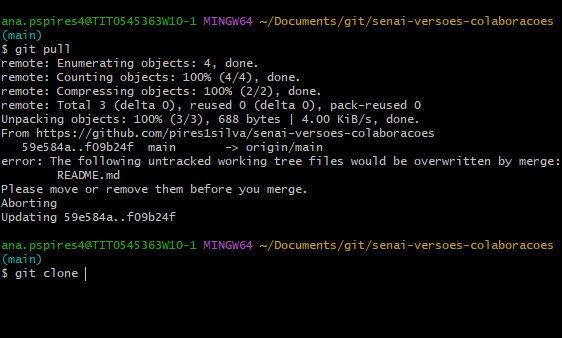 ana.pspires4@TIT0545363W10-1 MINGW64 ~/Documents/git/senai-versoes-colaboracoes
(main)
$ git pull
remote: Enumerating objects: 4, done.
remote: Counting objects: 100% (4/4), done.
remote: Compressing objects: 100% (2/2), done.
remote: Total 3 (delta 0), reused 0 (delta 0), pack-reused 0
Unpacking objects: 100% (3/3), 688 bytes | 4.00 KiB/s, done.
From https://github.com/pires1silva/senai-versoes-colaboracoes
   59e584a..f09b24f  main       -> origin/main
error: The following untracked working tree files would be overwritten by merge:
        README.md
Please move or remove them before you merge.
Aborting
Updating 59e584a..f09b24f
ana.pspires4@TIT0545363W10-1 MINGW64 ~/Documents/git/senai-versoes-colaboracoes
(main)
$ git clone